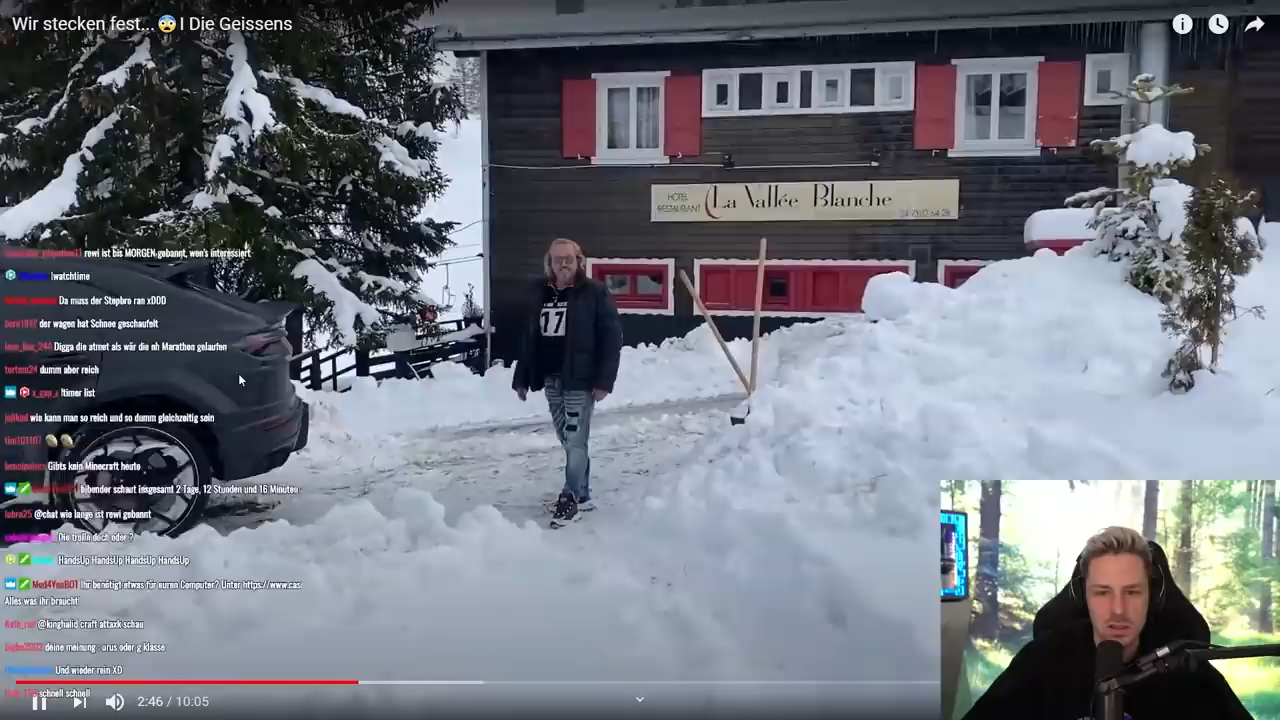 Wir stecken fest...😨 I Die Geissens
HOTEL
RESTAURANT
La Vallée Blanche
17
rewi ist bis MORGEN gebannt, wen's interessiert
!watchtime
Da muss der Stepbro ran xDDD
der wagen hat Schnee geschaufelt
Digga die atmet als wär die nh Marathon gelaufen
dumm aber reich
!timer list
wie kann man so reich und so dumm gleichzeitig sein
Gibts kein Minecraft heute
bibender schaut insgesamt 2 Tage, 12 Stunden und 16 Minuten
@chat wie lange ist rewi gebannt
Die trolln doch oder ?
HandsUp HandsUp HandsUp HandsUp
Ihr benötigt etwas für euren Computer? Unter https://www.cas
Alles was ihr braucht!
@kinghalid craft attaxk schau
deine meinung : urus oder g klasse
Und wieder rein XD
schnell schnell
2:46 / 10:05